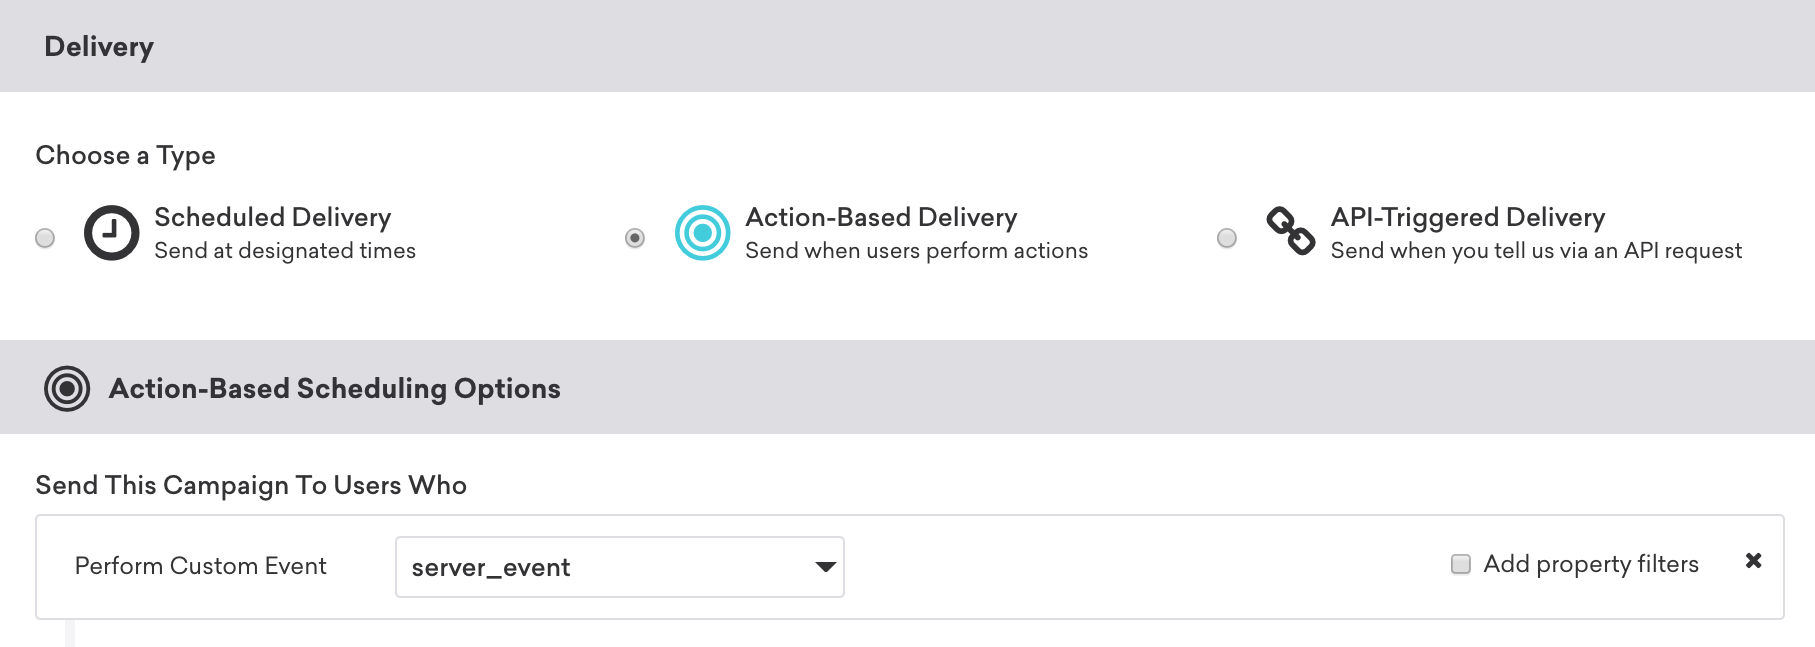 Delivery
Choose a Type
Scheduled Delivery
Send at designated times
Action-Based Delivery
Send when users perform actions
API-Triggered Delivery
Send when you tell us via an API request
Action-Based Scheduling Options
Send This Campaign To Users Who
Perform Custom Event
server_event
Add property filters